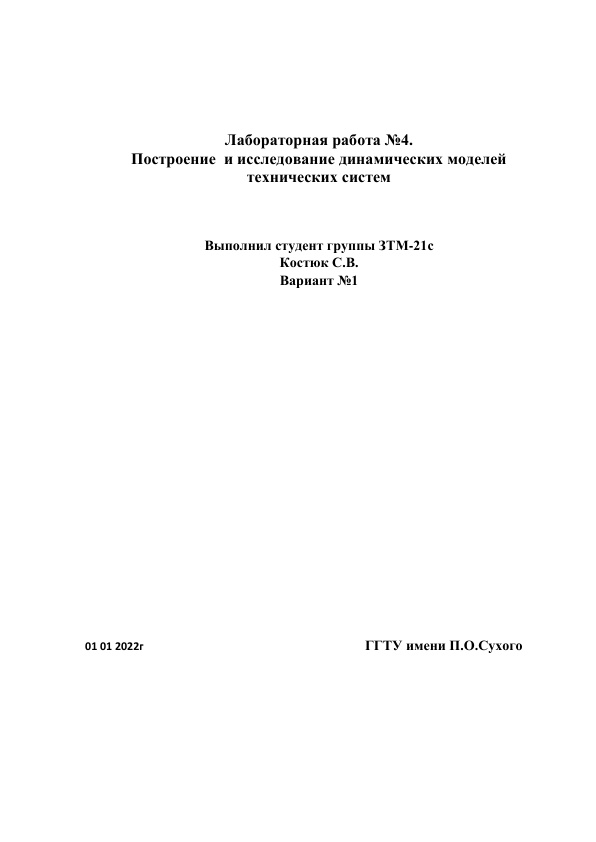 Лабораторная работа №4.
Построение и исследование динамических моделей
технических систем
Выполнил студент группы ЗТМ-21с
Костюк С.В.
Вариант №1
01 01 2022г ГГТУ имени П.О.Сухого